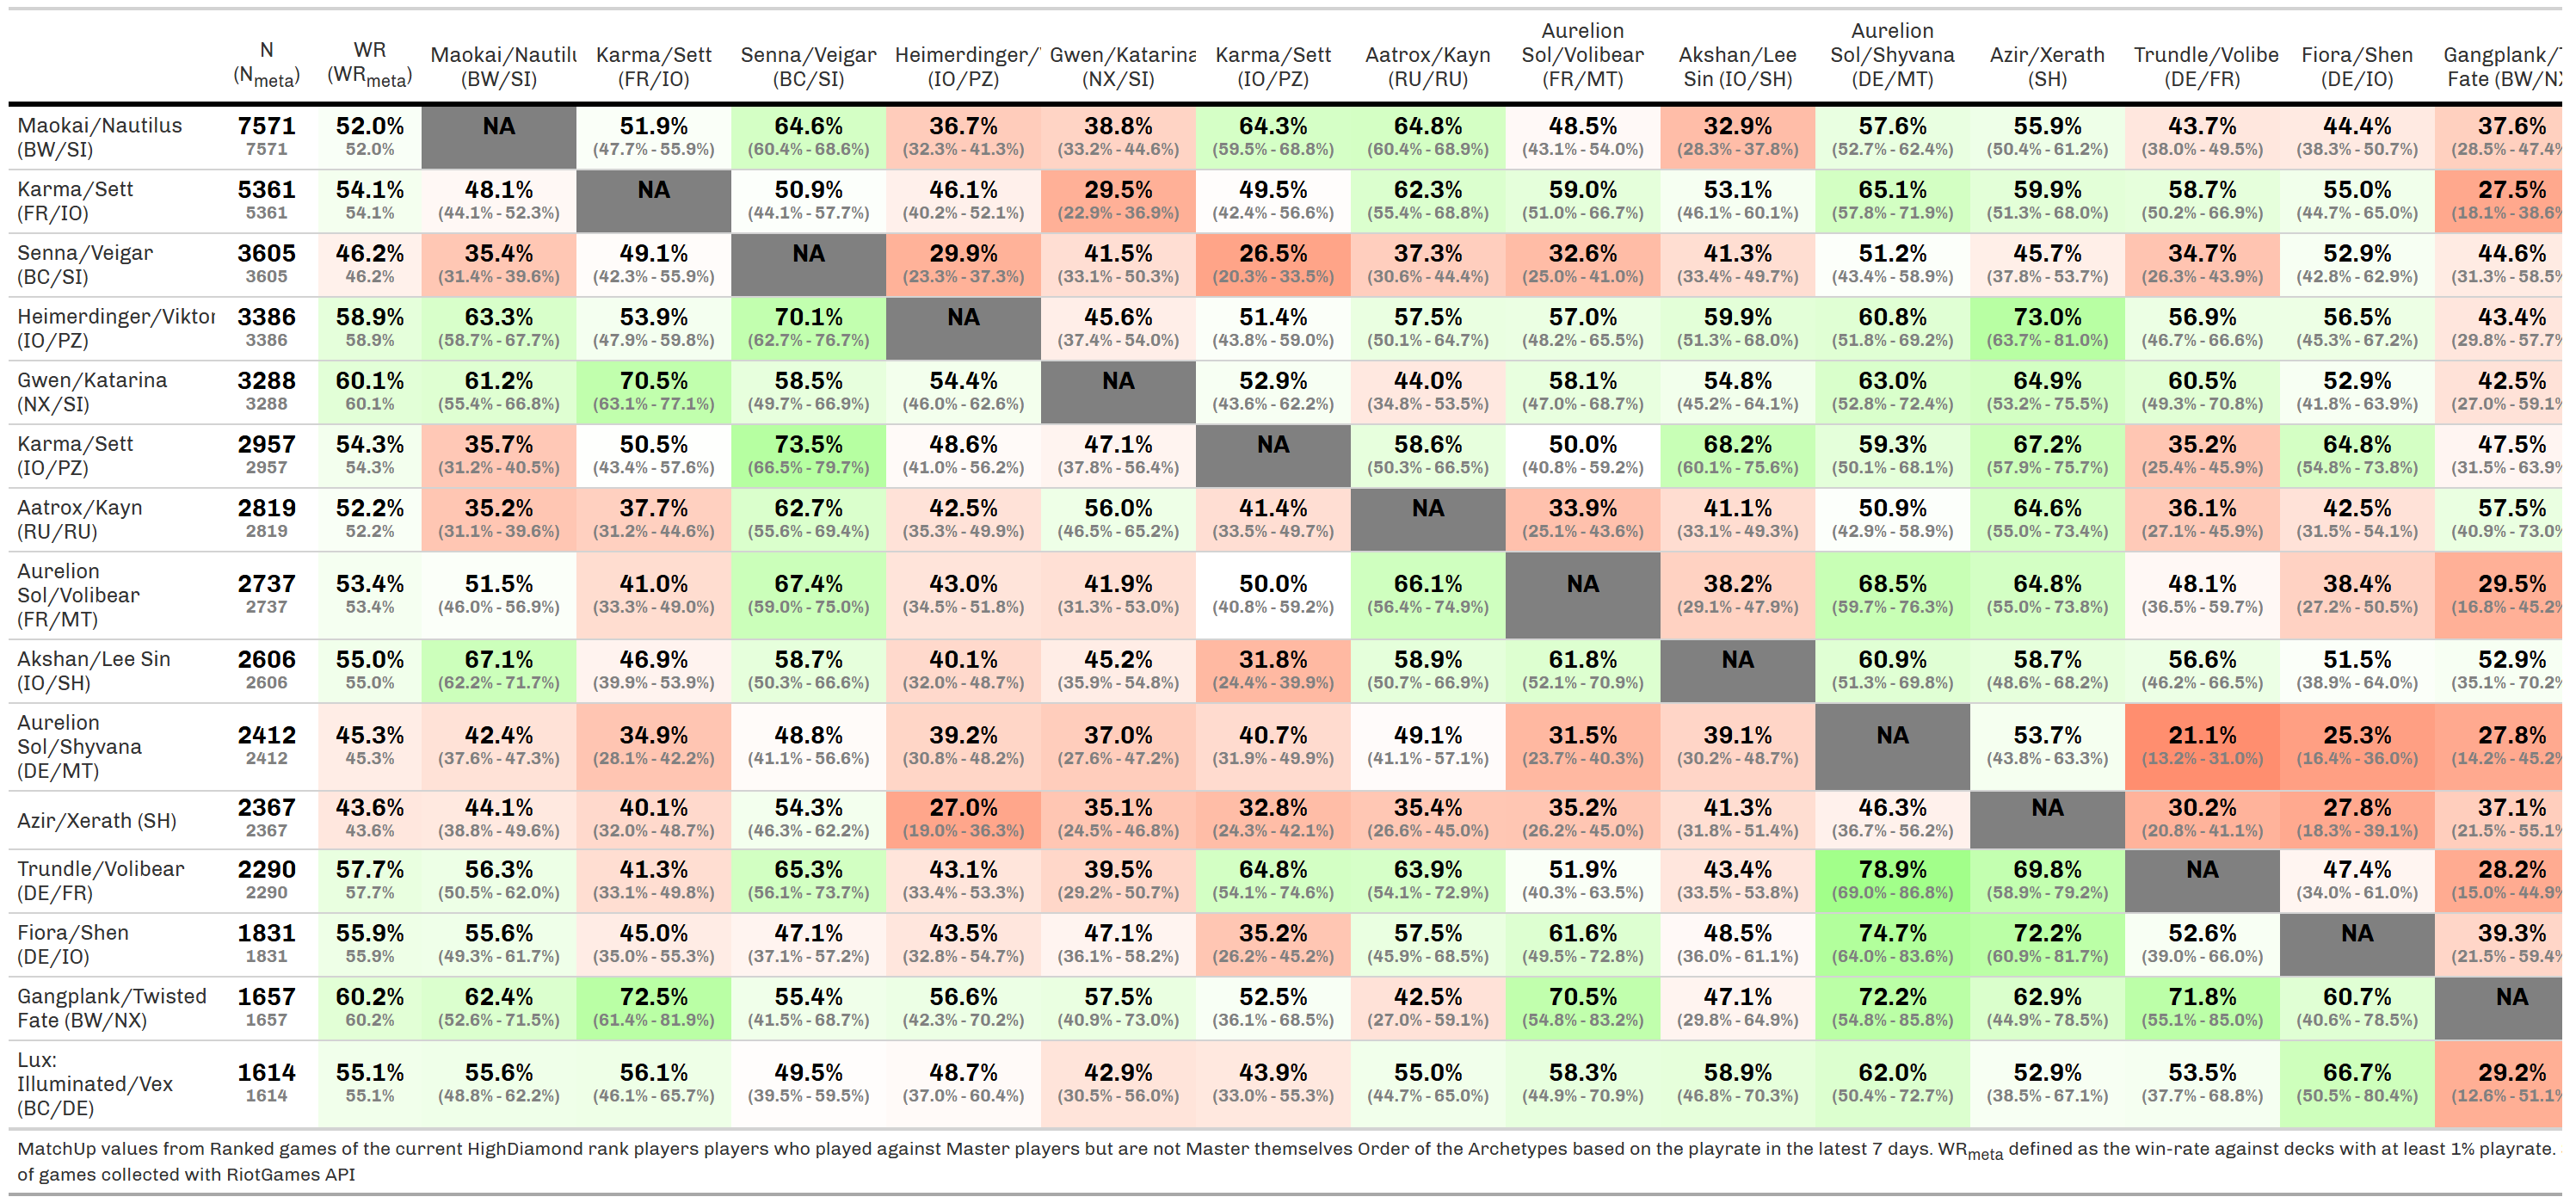 N WR Maokai/Nautilu Karma/Sett Senna/Veigar Heimerdinger/ Gwen/Katarina Karma/Sett Aatrox/Kayn Aurelion Sol/Volibear Akshan/Lee Aurelion Sol/Shyvana Azir/Xerath Trundle/Volibe Fiora/Shen Gangplank/
(Nmeta) (WRmeta) (BW/SI) (FR/IO) (BC/SI) (IO/PZ) (NX/SI) (IO/PZ) (RU/RU) (FR/MT) Sin (IO/SH) (DE/MT) (SH) (DE/FR) (DE/IO) Fate (BW/NX
Maokai/Nautilus 7571 52.0% NA 51.9% 64.6% 36.7% 38.8% 64.3% 64.8% 48.5% 32.9% 57.6% 55.9% 43.7% 44.4% 37.6%
(BW/SI) 7571 52.0% (47.7% - 55.9%) (60.4% - 68.6%) (32.3% - 41.3%) (33.2% - 44.6%) (59.5% - 68.8%) (60.4% - 68.9%) (43.1% - 54.0%) (28.3% - 37.8%) (52.7% - 62.4%) (50.4% - 61.2%) (38.0% - 49.5%) (38.3% - 50.7%) (28.5% - 47.4%
Karma/Sett 5361 54.1% 48.1% NA 50.9% 46.1% 29.5% 49.5% 62.3% 59.0% 53.1% 65.1% 59.9% 58.7% 55.0% 27.5%
(FR/IO) 5361 54.1% (44.1% - 52.3%) (44.1% - 57.7%) (40.2% - 52.1%) (22.9% - 36.9%) (42.4% - 56.6%) (55.4% - 68.8%) (51.0% - 66.7%) (46.1% - 60.1%) (57.8% - 71.9%) (51.3% - 68.0%) (50.2% - 66.9%) (44.7% - 65.0%) (18.1% - 38.6%
Senna/Veigar 3605 46.2% 35.4% 49.1% NA 29.9% 41.5% 26.5% 37.3% 32.6% 41.3% 51.2% 45.7% 34.7% 52.9% 44.6%
(BC/SI) 3605 46.2% (31.4% - 39.6%) (42.3% - 55.9%) (23.3% - 37.3%) (33.1% - 50.3%) (20.3% - 33.5%) (30.6% - 44.4%) (25.0% - 41.0%) (33.4% - 49.7%) (43.4% - 58.9%) (37.8% - 53.7%) (26.3% - 43.9%) (42.8% - 62.9%) (31.3% - 58.5%
Heimerdinger/Viktor 3386 58.9% 63.3% 53.9% 70.1% NA 45.6% 51.4% 57.5% 57.0% 59.9% 60.8% 73.0% 56.9% 56.5% 43.4%
(IO/PZ) 3386 58.9% (58.7% - 67.7%) (47.9% - 59.8%) (62.7% - 76.7%) (37.4% - 54.0%) (43.8% - 59.0%) (50.1% - 64.7%) (48.2% - 65.5%) (51.3% - 68.0%) (51.8% - 69.2%) (63.7% - 81.0%) (46.7% - 66.6%) (45.3% - 67.2%) (29.8% - 57.7%
Gwen/Katarina 3288 60.1% 61.2% 70.5% 58.5% 54.4% NA 52.9% 44.0% 58.1% 54.8% 63.0% 64.9% 60.5% 52.9% 42.5%
(NX/SI) 3288 60.1% (55.4% - 66.8%) (63.1% - 77.1%) (49.7% - 66.9%) (46.0% - 62.6%) (43.6% - 62.2%) (34.8% - 53.5%) (47.0% - 68.7%) (45.2% - 64.1%) (52.8% - 72.4%) (53.2% - 75.5%) (49.3% - 70.8%) (41.8% - 63.9%) (27.0% - 59.1%
Karma/Sett 2957 54.3% 35.7% 50.5% 73.5% 48.6% 47.1% NA 58.6% 50.0% 68.2% 59.3% 67.2% 35.2% 64.8% 47.5%
(IO/PZ) 2957 54.3% (31.2% - 40.5%) (43.4% - 57.6%) (66.5% - 79.7%) (41.0% - 56.2%) (37.8% - 56.4%) (50.3% - 66.5%) (40.8% - 59.2%) (60.1% - 75.6%) (50.1% - 68.1%) (57.9% - 75.7%) (25.4% - 45.9%) (54.8% - 73.8%) (31.5% - 63.9%
Aatrox/Kayn 2819 52.2% 35.2% 37.7% 62.7% 42.5% 56.0% 41.4% NA 33.9% 41.1% 50.9% 64.6% 36.1% 42.5% 57.5%
(RU/RU) 2819 52.2% (31.1% - 39.6%) (31.2% - 44.6%) (55.6% - 69.4%) (35.3% - 49.9%) (46.5% - 65.2%) (33.5% - 49.7%) (25.1% - 43.6%) (33.1% - 49.3%) (42.9% - 58.9%) (55.0% - 73.4%) (27.1% - 45.9%) (31.5% - 54.1%) (40.9% - 73.0%
Aurelion
Sol/Volibear 2737 53.4% 51.5% 41.0% 67.4% 43.0% 41.9% 50.0% 66.1% NA 38.2% 68.5% 64.8% 48.1% 38.4% 29.5%
(FR/MT) 2737 53.4% (46.0% - 56.9%) (33.3% - 49.0%) (59.0% - 75.0%) (34.5% - 51.8%) (31.3% - 53.0%) (40.8% - 59.2%) (56.4% - 74.9%) (29.1% - 47.9%) (59.7% - 76.3%) (55.0% - 73.8%) (36.5% - 59.7%) (27.2% - 50.5%) (16.8% - 45.2%
Akshan/Lee Sin 2606 55.0% 67.1% 46.9% 58.7% 40.1% 45.2% 31.8% 58.9% 61.8% NA 60.9% 58.7% 56.6% 51.5% 52.9%
(IO/SH) 2606 55.0% (62.2% - 71.7%) (39.9% - 53.9%) (50.3% - 66.6%) (32.0% - 48.7%) (35.9% - 54.8%) (24.4% - 39.9%) (50.7% - 66.9%) (52.1% - 70.9%) (51.3% - 69.8%) (48.6% - 68.2%) (46.2% - 66.5%) (38.9% - 64.0%) (35.1% - 70.2%
Aurelion
Sol/Shyvana 2412 45.3% 42.4% 34.9% 48.8% 39.2% 37.0% 40.7% 49.1% 31.5% 39.1% NA 53.7% 21.1% 25.3% 27.8%
(DE/MT) 2412 45.3% (37.6% - 47.3%) (28.1% - 42.2%) (41.1% - 56.6%) (30.8% - 48.2%) (27.6% - 47.2%) (31.9% - 49.9%) (41.1% - 57.1%) (23.7% - 40.3%) (30.2% - 48.7%) (43.8% - 63.3%) (13.2% - 31.0%) (16.4% - 36.0%) (14.2% - 45.2%
Azir/Xerath (SH) 2367 43.6% 44.1% 40.1% 54.3% 27.0% 35.1% 32.8% 35.4% 35.2% 41.3% 46.3% NA 30.2% 27.8% 37.1%
2367 43.6% (38.8% - 49.6%) (32.0% - 48.7%) (46.3% - 62.2%) (19.0% - 36.3%) (24.5% - 46.8%) (24.3% - 42.1%) (26.6% - 45.0%) (26.2% - 45.0%) (31.8% - 51.4%) (36.7% - 56.2%) (20.8% - 41.1%) (18.3% - 39.1%) (21.5% - 55.1%
Trundle/Volibear 2290 57.7% 56.3% 41.3% 65.3% 43.1% 39.5% 64.8% 63.9% 51.9% 43.4% 78.9% 69.8% NA 47.4% 28.2%
(DE/FR) 2290 57.7% (50.5% - 62.0%) (33.1% - 49.8%) (56.1% - 73.7%) (33.4% - 53.3%) (29.2% - 50.7%) (54.1% - 74.6%) (54.1% - 72.9%) (40.3% - 63.5%) (33.5% - 53.8%) (69.0% - 86.8%) (58.9% - 79.2%) (34.0% - 61.0%) (15.0% - 44.9%
Fiora/Shen 1831 55.9% 55.6% 45.0% 47.1% 43.5% 47.1% 35.2% 57.5% 61.6% 48.5% 74.7% 72.2% 52.6% NA 39.3%
(DE/IO) 1831 55.9% (49.3% - 61.7%) (35.0% - 55.3%) (37.1% - 57.2%) (32.8% - 54.7%) (36.1% - 58.2%) (26.2% - 45.2%) (45.9% - 68.5%) (49.5% - 72.8%) (36.0% - 61.1%) (64.0% - 83.6%) (60.9% - 81.7%) (39.0% - 66.0%) (21.5% - 59.4%
Gangplank/Twisted 1657 60.2% 62.4% 72.5% 55.4% 56.6% 57.5% 52.5% 42.5% 70.5% 47.1% 72.2% 62.9% 71.8% 60.7% NA
Fate (BW/NX) 1657 60.2% (52.6% - 71.5%) (61.4% - 81.9%) (41.5% - 68.7%) (42.3% - 70.2%) (40.9% - 73.0%) (36.1% - 68.5%) (27.0% - 59.1%) (54.8% - 83.2%) (29.8% - 64.9%) (54.8% - 85.8%) (44.9% - 78.5%) (55.1% - 85.0%) (40.6% - 78.5%)
Lux:
Illuminated/Vex 1614 55.1% 55.6% 56.1% 49.5% 48.7% 42.9% 43.9% 55.0% 58.3% 58.9% 62.0% 52.9% 53.5% 66.7% 29.2%
(BC/DE) 1614 55.1% (48.8% - 62.2%) (46.1% - 65.7%) (39.5% - 59.5%) (37.0% - 60.4%) (30.5% - 56.0%) (33.0% - 55.3%) (44.7% - 65.0%) (44.9% - 70.9%) (46.8% - 70.3%) (50.4% - 72.7%) (38.5% - 67.1%) (37.7% - 68.8%) (50.5% - 80.4%) (12.6% - 51.1%
MatchUp values from Ranked games of the current HighDiamond rank players players who played against Master players but are not Master themselves Order of the Archetypes based on the playrate in the latest 7 days. WRmeta defined as the win-rate against decks with at least 1% playrate.
of games collected with RiotGames API